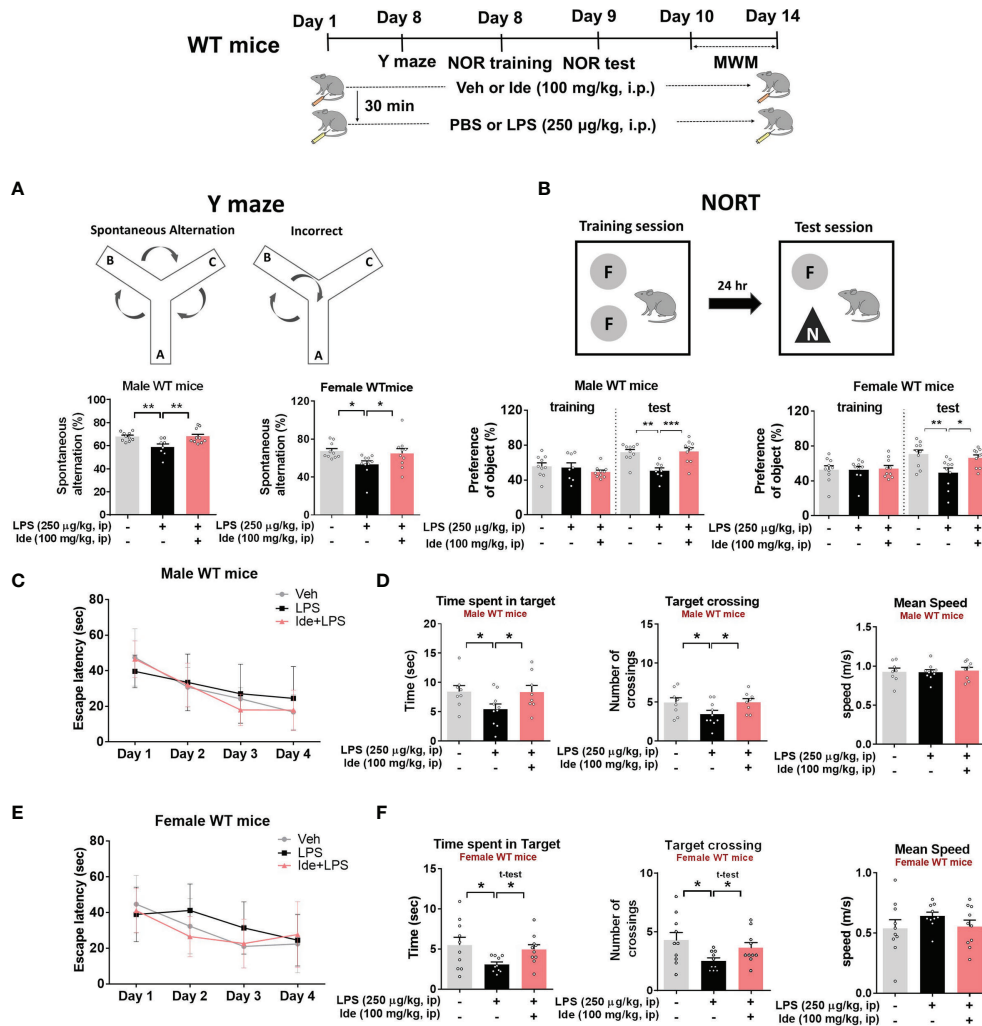 Day 1 Day 8 Day 8 Day 9 Day 10 Day 14
WT mice
Y maze NOR training NOR test MWM
Veh or Ide (100 mg/kg, i.p.)
30 min
PBS or LPS (250 µg/kg, i.p.)
A
Y maze
Spontaneous Alternation Incorrect
B C B C
A A
Male WT mice
Spontaneous
alternation (%)
100
80
60
40
20
0
** **
LPS (250 µg/kg, ip) - + +
Ide (100 mg/kg, ip) - - +
Female WTmice
Spontaneous
alternation (%)
120
80
40
0
* *
LPS (250 µg/kg, ip) - + +
Ide (100 mg/kg, ip) - - +
B
NORT
Training session Test session
F F
24 hr
F N
Male WT mice
training test
Preference
of object (%)
120
80
40
0
** ***
LPS (250 µg/kg, ip) - + + - + +
Ide (100 mg/kg, ip) - - + - - +
Female WT mice
training test
Preference
of object (%)
120
80
40
0
** *
LPS (250 µg/kg, ip) - + + - + +
Ide (100 mg/kg, ip) - - + - - +
C
Male WT mice
Veh
LPS
Ide+LPS
Escape latency (sec)
80
60
40
20
0
Day 1 Day 2 Day 3 Day 4
D
Time spent in target
Male WT mice
Time (sec)
20
15
10
5
0
* *
LPS (250 µg/kg, ip) - + +
Ide (100 mg/kg, ip) - - +
Target crossing
Male WT mice
Number of
crossings
15
10
5
0
* *
LPS (250 µg/kg, ip) - + +
Ide (100 mg/kg, ip) - - +
Mean Speed
Male WT mice
speed (m/s)
1.5
1.0
0.5
0.0
LPS (250 µg/kg, ip) - + +
Ide (100 mg/kg, ip) - - +
E
Female WT mice
Veh
LPS
Ide+LPS
Escape latency (sec)
80
60
40
20
0
Day 1 Day 2 Day 3 Day 4
F
Time spent in Target
Female WT mice
t-test
Time (sec)
15
10
5
0
* *
LPS (250 µg/kg, ip) - + +
Ide (100 mg/kg, ip) - - +
Target crossing
Female WT mice
t-test
Number of
crossings
10
8
6
4
2
0
* *
LPS (250 µg/kg, ip) - + +
Ide (100 mg/kg, ip) - - +
Mean Speed
Female WT mice
speed (m/s)
1.0
0.5
0.0
LPS (250 µg/kg, ip) - + +
Ide (100 mg/kg, ip) - - +